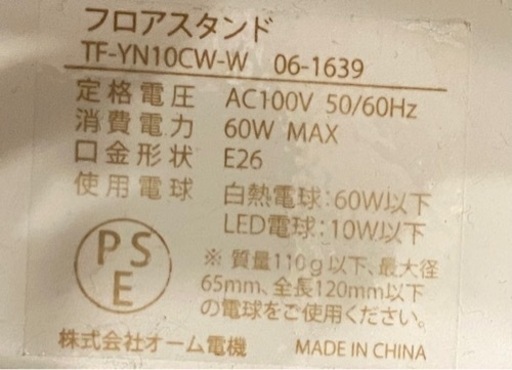 フロアスタンド
TF-YN10CW-W 06-1639
定格電圧 AC100V 50/60Hz
消費電力 60W MAX
口金形状 E26
使用電球 白熱電球:60W以下
LED電球:10W以下
※ 質量110g以下、最大径
65mm、全長120mm以下
の電球をご使用ください。
PS
E
株式会社オーム電機 MADE IN CHINA